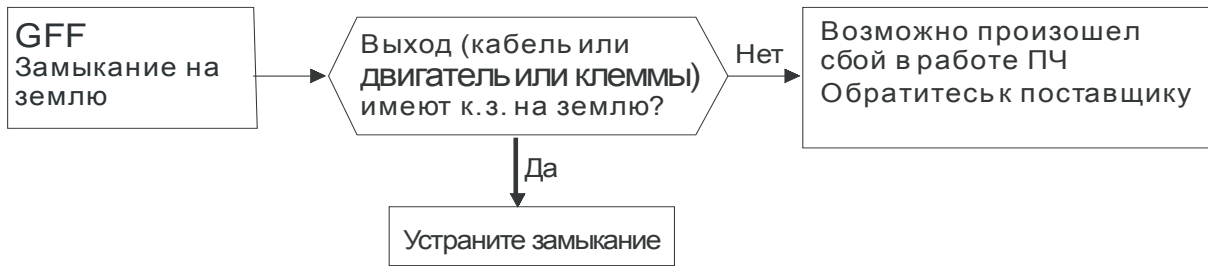 GFF
Замыкание на
землю
Выход (кабель или
двигатель или клеммы)
имеют к.з. на землю?
Нет
Возможно произошел
сбой в работе ПЧ
Обратитесь к поставщику
Да
Устраните замыкание